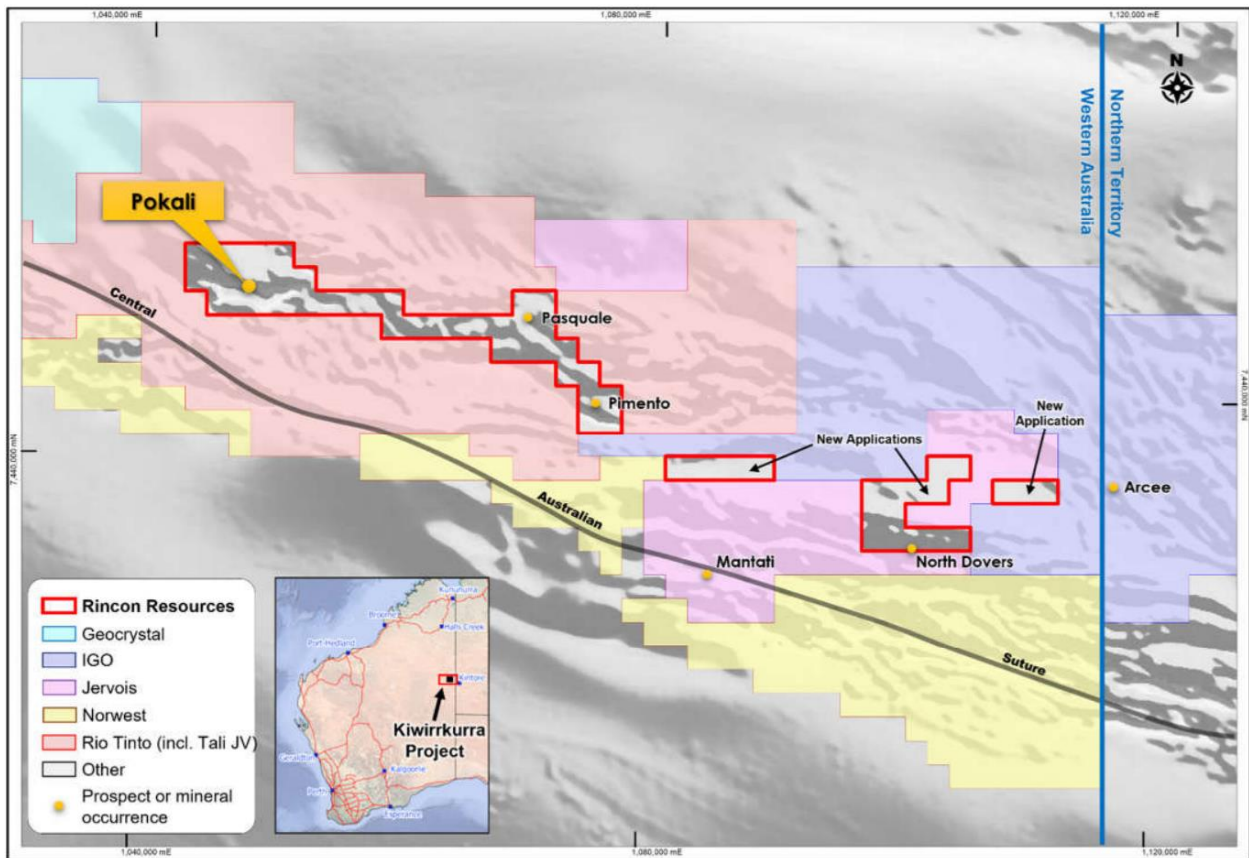 1,040,000 mE
1,080,000 mE
1,120,000 mE
N
Western Australia
Northern Territory
Pokali
Central
Pasquale
Pimento
7,440,000 mN
7,440,000 mN
New
Application
New Applications
Arcee
Australian
Mantati
North Dovers
Suture
Rincon Resources
Geocrystal
IGO
Jervois
Norwest
Rio Tinto (incl. Tali JV)
Other
Prospect or mineral
occurrence
Kununurra
Broome
Halls Creek
Port-Hedland
Kintore
Kiwirrkurra
Project
Geraldton
Kalgoorlie
Perth
Esperance
1,040,000 mE
1,080,000 mE
1,120,000 mE